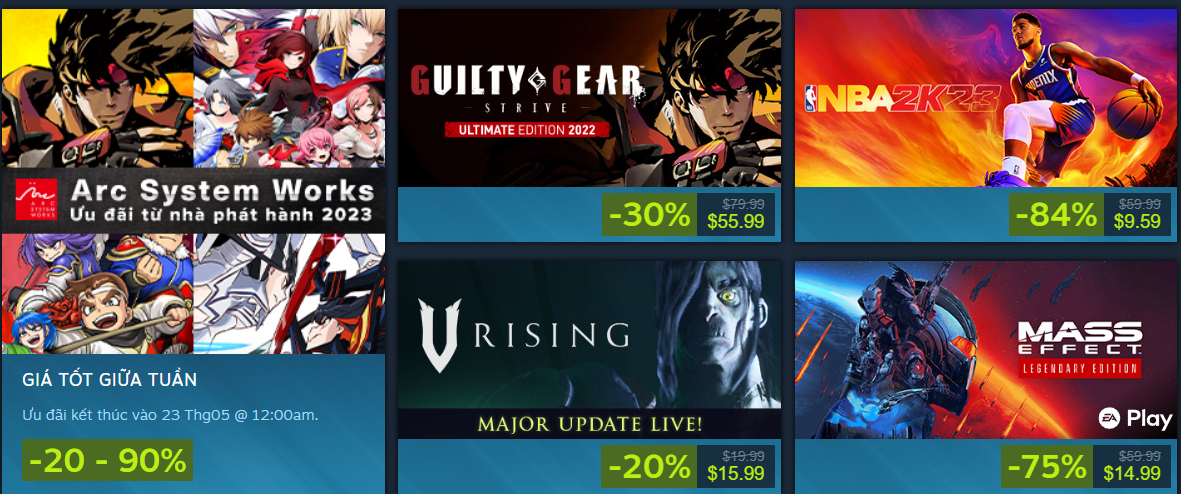 Arc System Works
Ưu đãi từ nhà phát hành 2023
GIÁ TỐT GIỮA TUẦN
Ưu đãi kết thúc vào 23 Thg05 @ 12:00am.
-20 - 90%
GUILTY GEAR
STRIVE
ULTIMATE EDITION 2022
-30%
$79.99
$55.99
NBA 2K23
PHOENIX
-84%
$59.99
$9.59
V RISING
MAJOR UPDATE LIVE!
-20%
$19.99
$15.99
MASS
EFFECT
LEGENDARY EDITION
EA Play
-75%
$59.99
$14.99